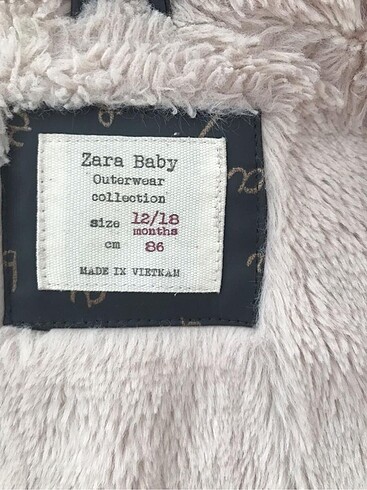 Zara Baby
Outerwear
collection
size 12/18
months
cm 86
MADE IN VIETNAM